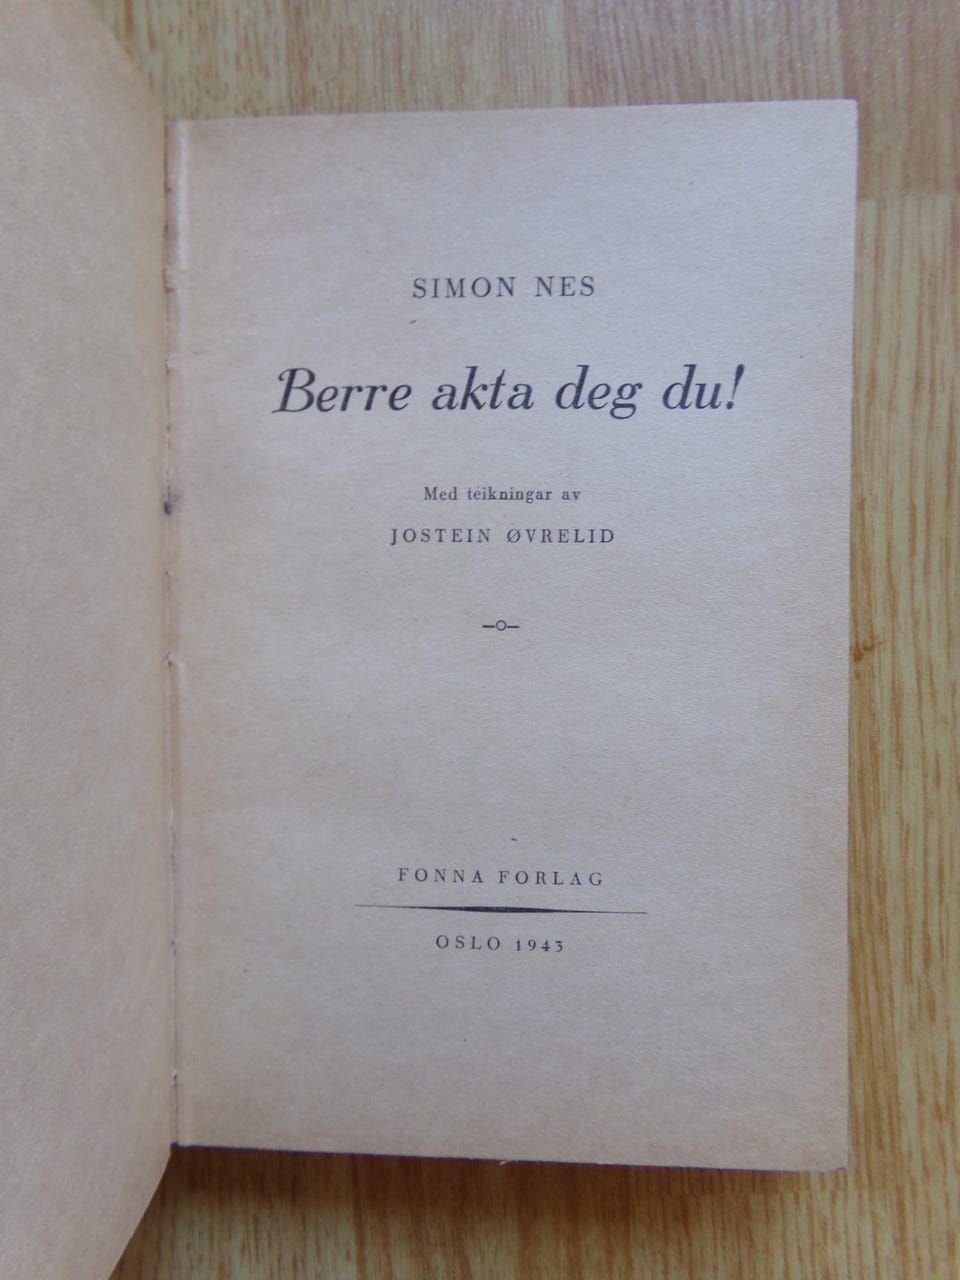 SIMON NES
Berre akta deg du!
Med teikningar av
JOSTEIN ØVRELID
FONNA FORLAG
OSLO 1943